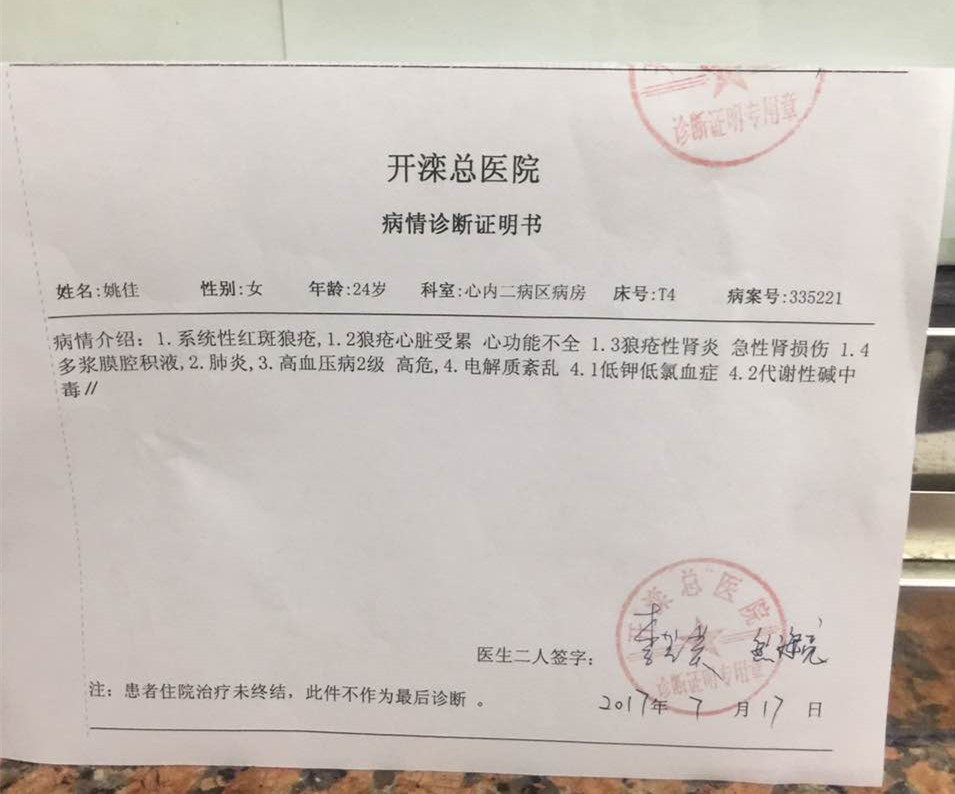 诊断证明专用章
开滦总医院
病情诊断证明书
姓名:姚佳 性别:女 年龄:24岁 科室:心内二病区病房 床号:T4 病案号:335221
病情介绍: 1.系统性红斑狼疮,1.2狼疮心脏受累 心功能不全 1.3狼疮性肾炎 急性肾损伤 1.4
多浆膜腔积液,2.肺炎,3.高血压病2级 高危,4.电解质紊乱 4.1低钾低氯血症 4.2代谢性碱中
毒//
开滦总医院
医生二人签字:
诊断证明专用章
注: 患者住院治疗未终结, 此件不作为最后诊断 。
2017年 7 月 17 日